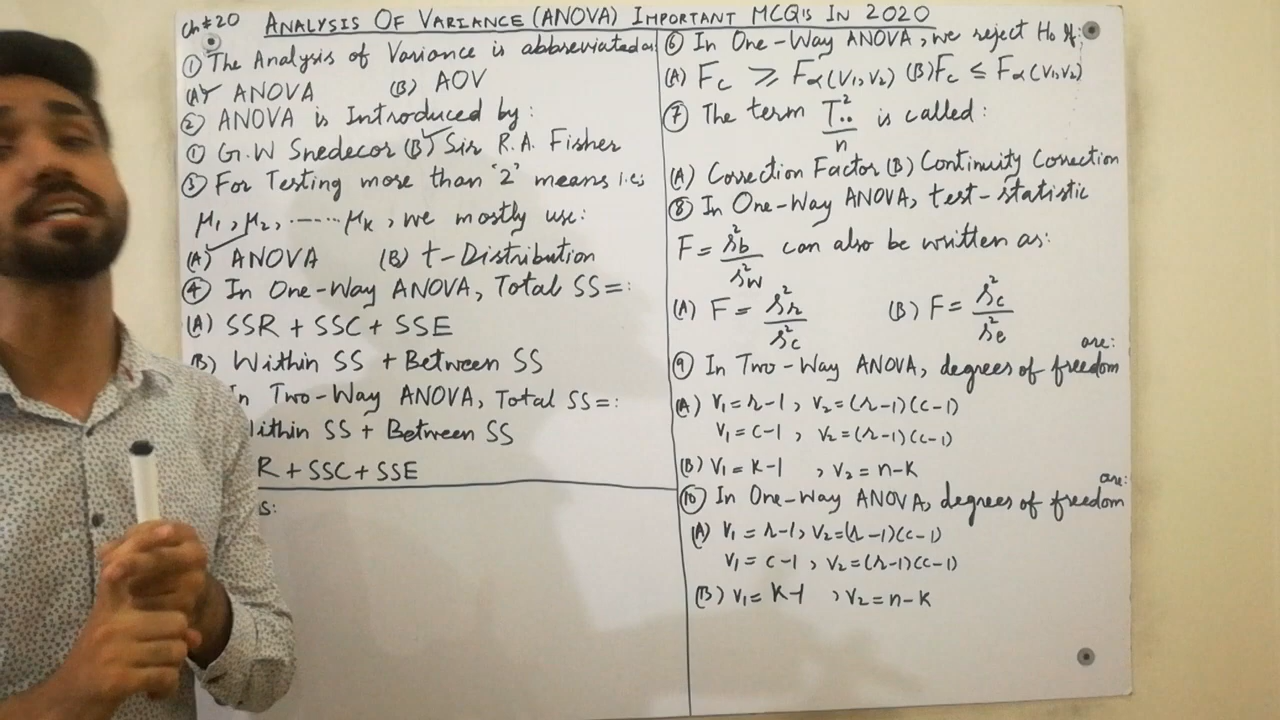 Ch#20 ANALYSIS OF VARIANCE (ANOVA) IMPORTANT MCQ'S IN 2020
① The Analysis of Variance is abbreviated as:
(A)✓ ANOVA (B) AOV
② ANOVA is Introduced by:
① G.W Snedecor (B)✓ Sir R.A. Fisher
③ For Testing more than "2" means i.e;
μ₁, μ₂, ------ μₖ, we mostly use:
(A)✓ ANOVA (B) t-Distribution
④ In One-Way ANOVA, Total SS=:
(A) SSR + SSC + SSE
(B) Within SS + Between SS
In Two-Way ANOVA, Total SS=:
Within SS + Between SS
R + SSC + SSE
S:
⑥ In One-Way ANOVA, we reject H₀ if:
(A) Fc ⩾ Fα(V₁,V₂) (B) Fc ≤ Fα(V₁,V₂)
⑦ The term T..²/n is called:
(A) Correction Factor (B) Continuity Correction
⑧ In One-Way ANOVA, test-statistic
F = s²b/s²w can also be written as:
(A) F = s²r/s²c (B) F = s²c/s²e
⑨ In Two-Way ANOVA, degrees of freedom are:
(A) V₁=r-1, V₂=(r-1)(c-1)
V₁=c-1, V₂=(r-1)(c-1)
(B) V₁=k-1, V₂=n-k
⑩ In One-Way ANOVA, degrees of freedom are:
(A) V₁=r-1, V₂=(r-1)(c-1)
V₁=c-1, V₂=(r-1)(c-1)
(B) V₁=k-1, V₂=n-k